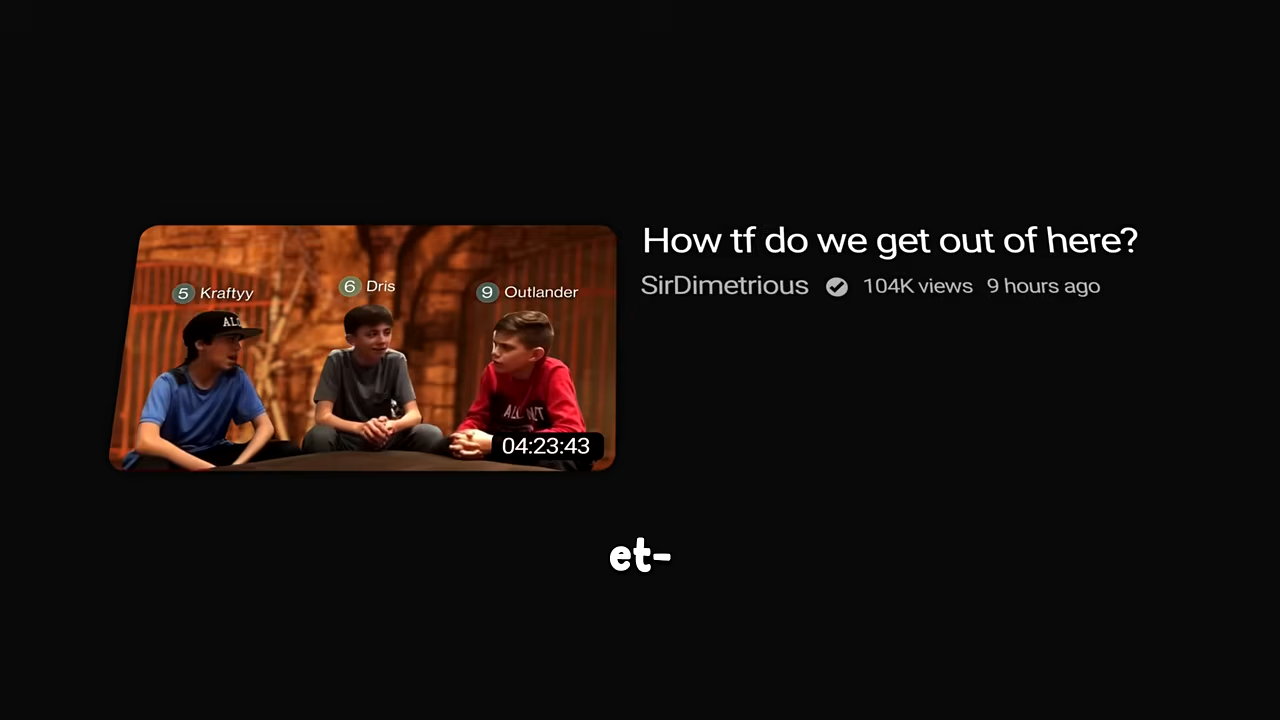 How tf do we get out of here?
SirDimetrious 104K views 9 hours ago
5 Kraftyy
6 Dris
9 Outlander
04:23:43
et-